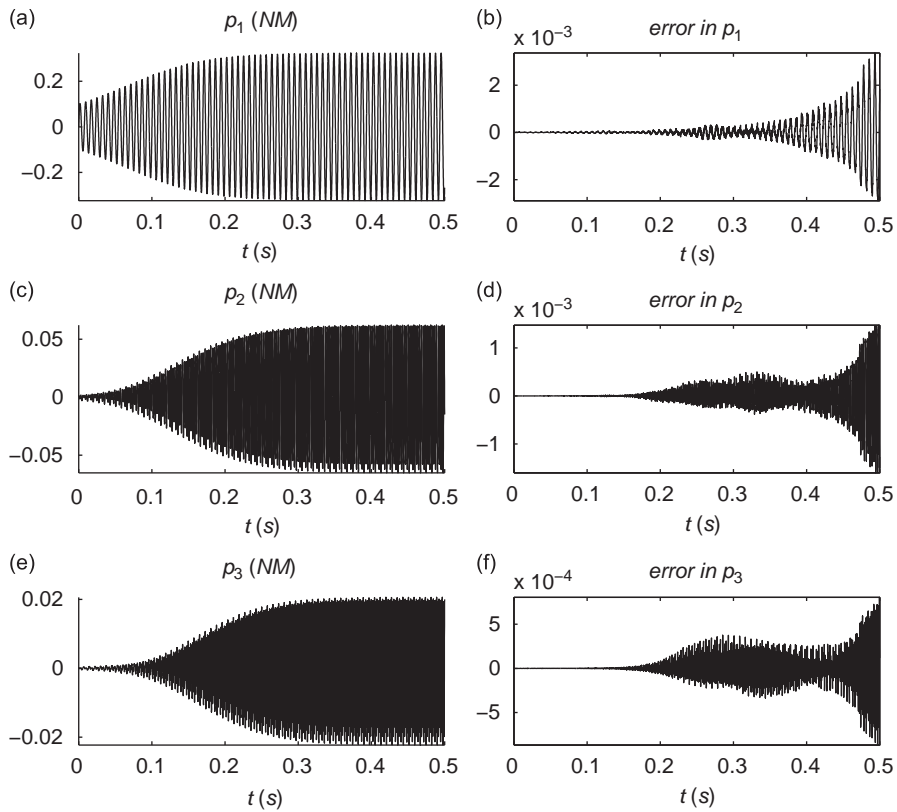 (a)
p1 (NM)
0.2
0
−0.2
0 0.1 0.2 0.3 0.4 0.5
t (s)
(b)
x 10−3
error in p1
2
0
−2
0 0.1 0.2 0.3 0.4 0.5
t (s)
(c)
p2 (NM)
0.05
0
−0.05
0 0.1 0.2 0.3 0.4 0.5
t (s)
(d)
x 10−3
error in p2
1
0
−1
0 0.1 0.2 0.3 0.4 0.5
t (s)
(e)
p3 (NM)
0.02
0
−0.02
0 0.1 0.2 0.3 0.4 0.5
t (s)
(f)
x 10−4
error in p3
5
0
−5
0 0.1 0.2 0.3 0.4 0.5
t (s)